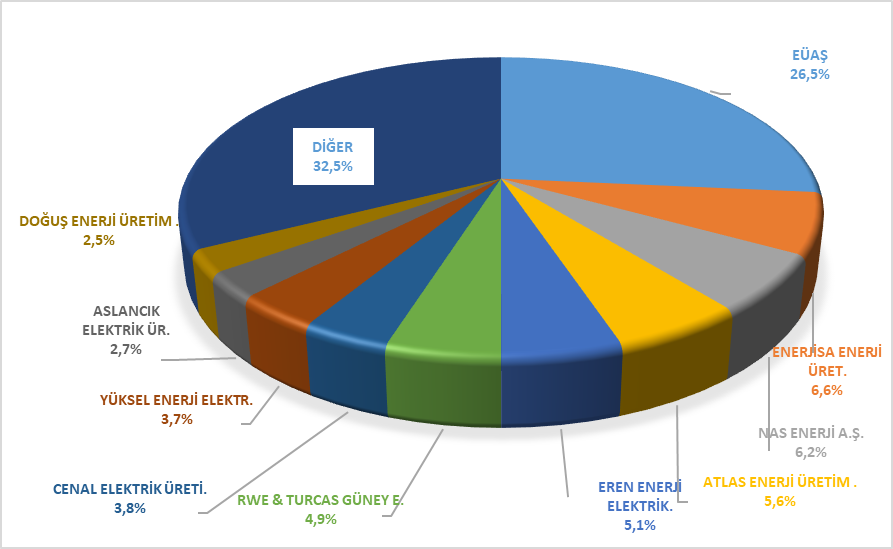 EÜAŞ
26,5%
ENERJİSA ENERJİ
ÜRET.
6,6%
NAS ENERJİ A.Ş.
6,2%
ATLAS ENERJİ ÜRETİM .
5,6%
EREN ENERJİ
ELEKTRİK.
5,1%
RWE & TURCAS GÜNEY E.
4,9%
CENAL ELEKTRİK ÜRETİ.
3,8%
YÜKSEL ENERJİ ELEKTR.
3,7%
ASLANCIK
ELEKTRİK ÜR.
2,7%
DOĞUŞ ENERJİ ÜRETİM .
2,5%
DİĞER
32,5%